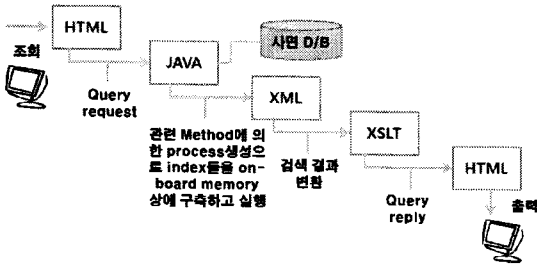 HTML
조회
Query
request
JAVA
사면 D/B
관련 Method에 의
한 process생성으
로 index들을 on-
board memory
상에 구축하고 실행
XML
검색 결과
변환
XSLT
Query
reply
HTML
출력